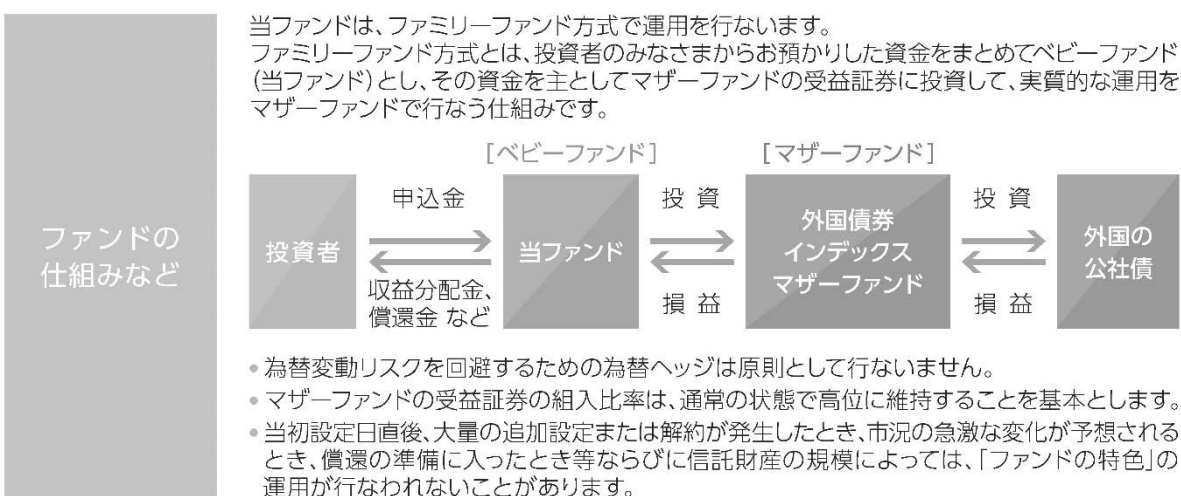 当ファンドは、ファミリーファンド方式で運用を行ないます。
ファミリーファンド方式とは、投資者のみなさまからお預かりした資金をまとめてベビーファンド
(当ファンド)とし、その資金を主としてマザーファンドの受益証券に投資して、実質的な運用を
マザーファンドで行なう仕組みです。
ファンドの
仕組みなど
[ベビーファンド]
[マザーファンド]
投資者
申込金
収益分配金、
償還金 など
当ファンド
投 資
損 益
外国債券
インデックス
マザーファンド
投 資
損 益
外国の
公社債
●為替変動リスクを回避するための為替ヘッジは原則として行ないません。
●マザーファンドの受益証券の組入比率は、通常の状態で高位に維持することを基本とします。
●当初設定日直後、大量の追加設定または解約が発生したとき、市況の急激な変化が予想される
とき、償還の準備に入ったとき等ならびに信託財産の規模によっては、「ファンドの特色」の
運用が行なわれないことがあります。